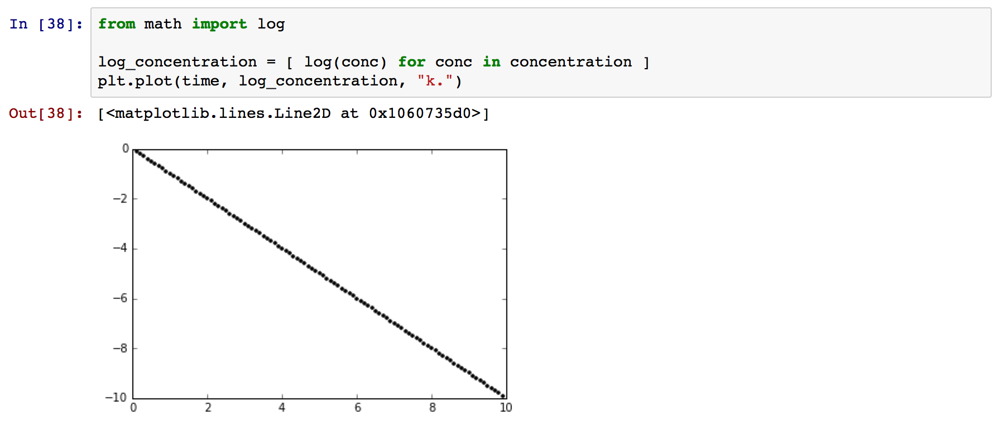 In [38]: from math import log
log_concentration = [ log(conc) for conc in concentration ]
plt.plot(time, log_concentration, "k.")
Out[38]: [<matplotlib.lines.Line2D at 0x1060735d0>]
0
−2
−4
−6
−8
−10
0 2 4 6 8 10